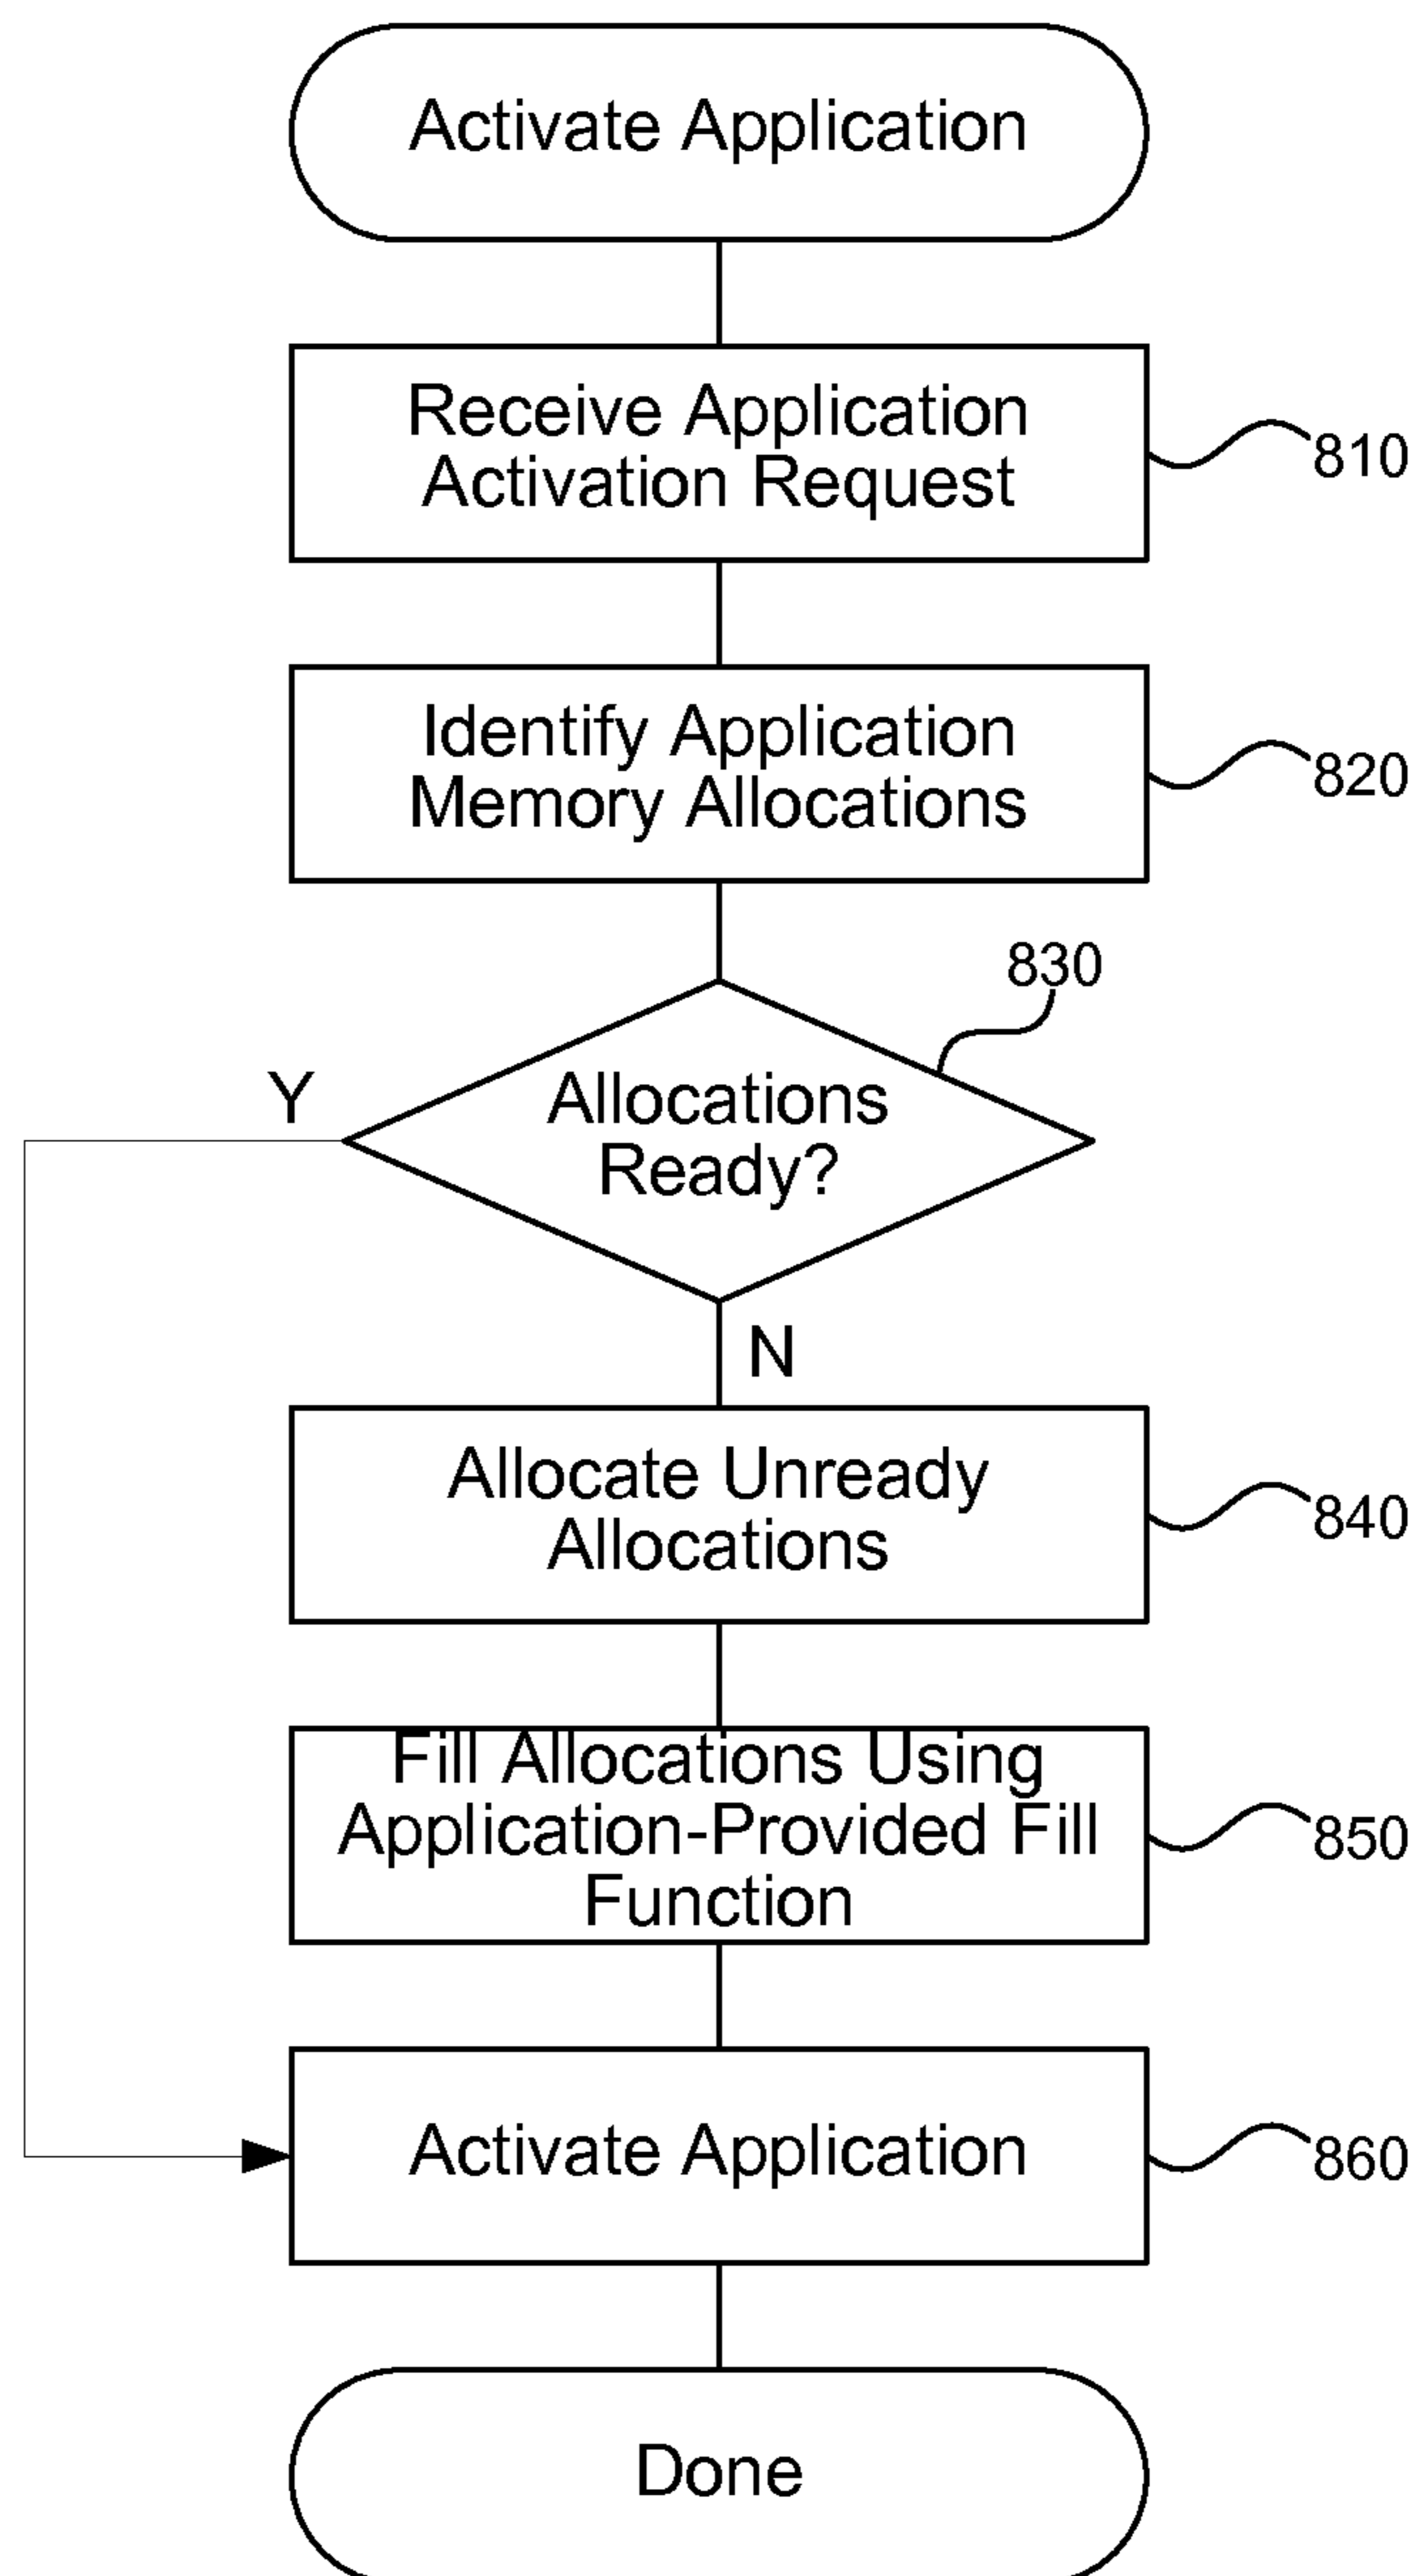 Activate Application
Receive Application
Activation Request
810
Identify Application
Memory Allocations
820
830
Allocations
Ready?
Y
N
Allocate Unready
Allocations
840
Fill Allocations Using
Application-Provided Fill
Function
850
Activate Application
860
Done